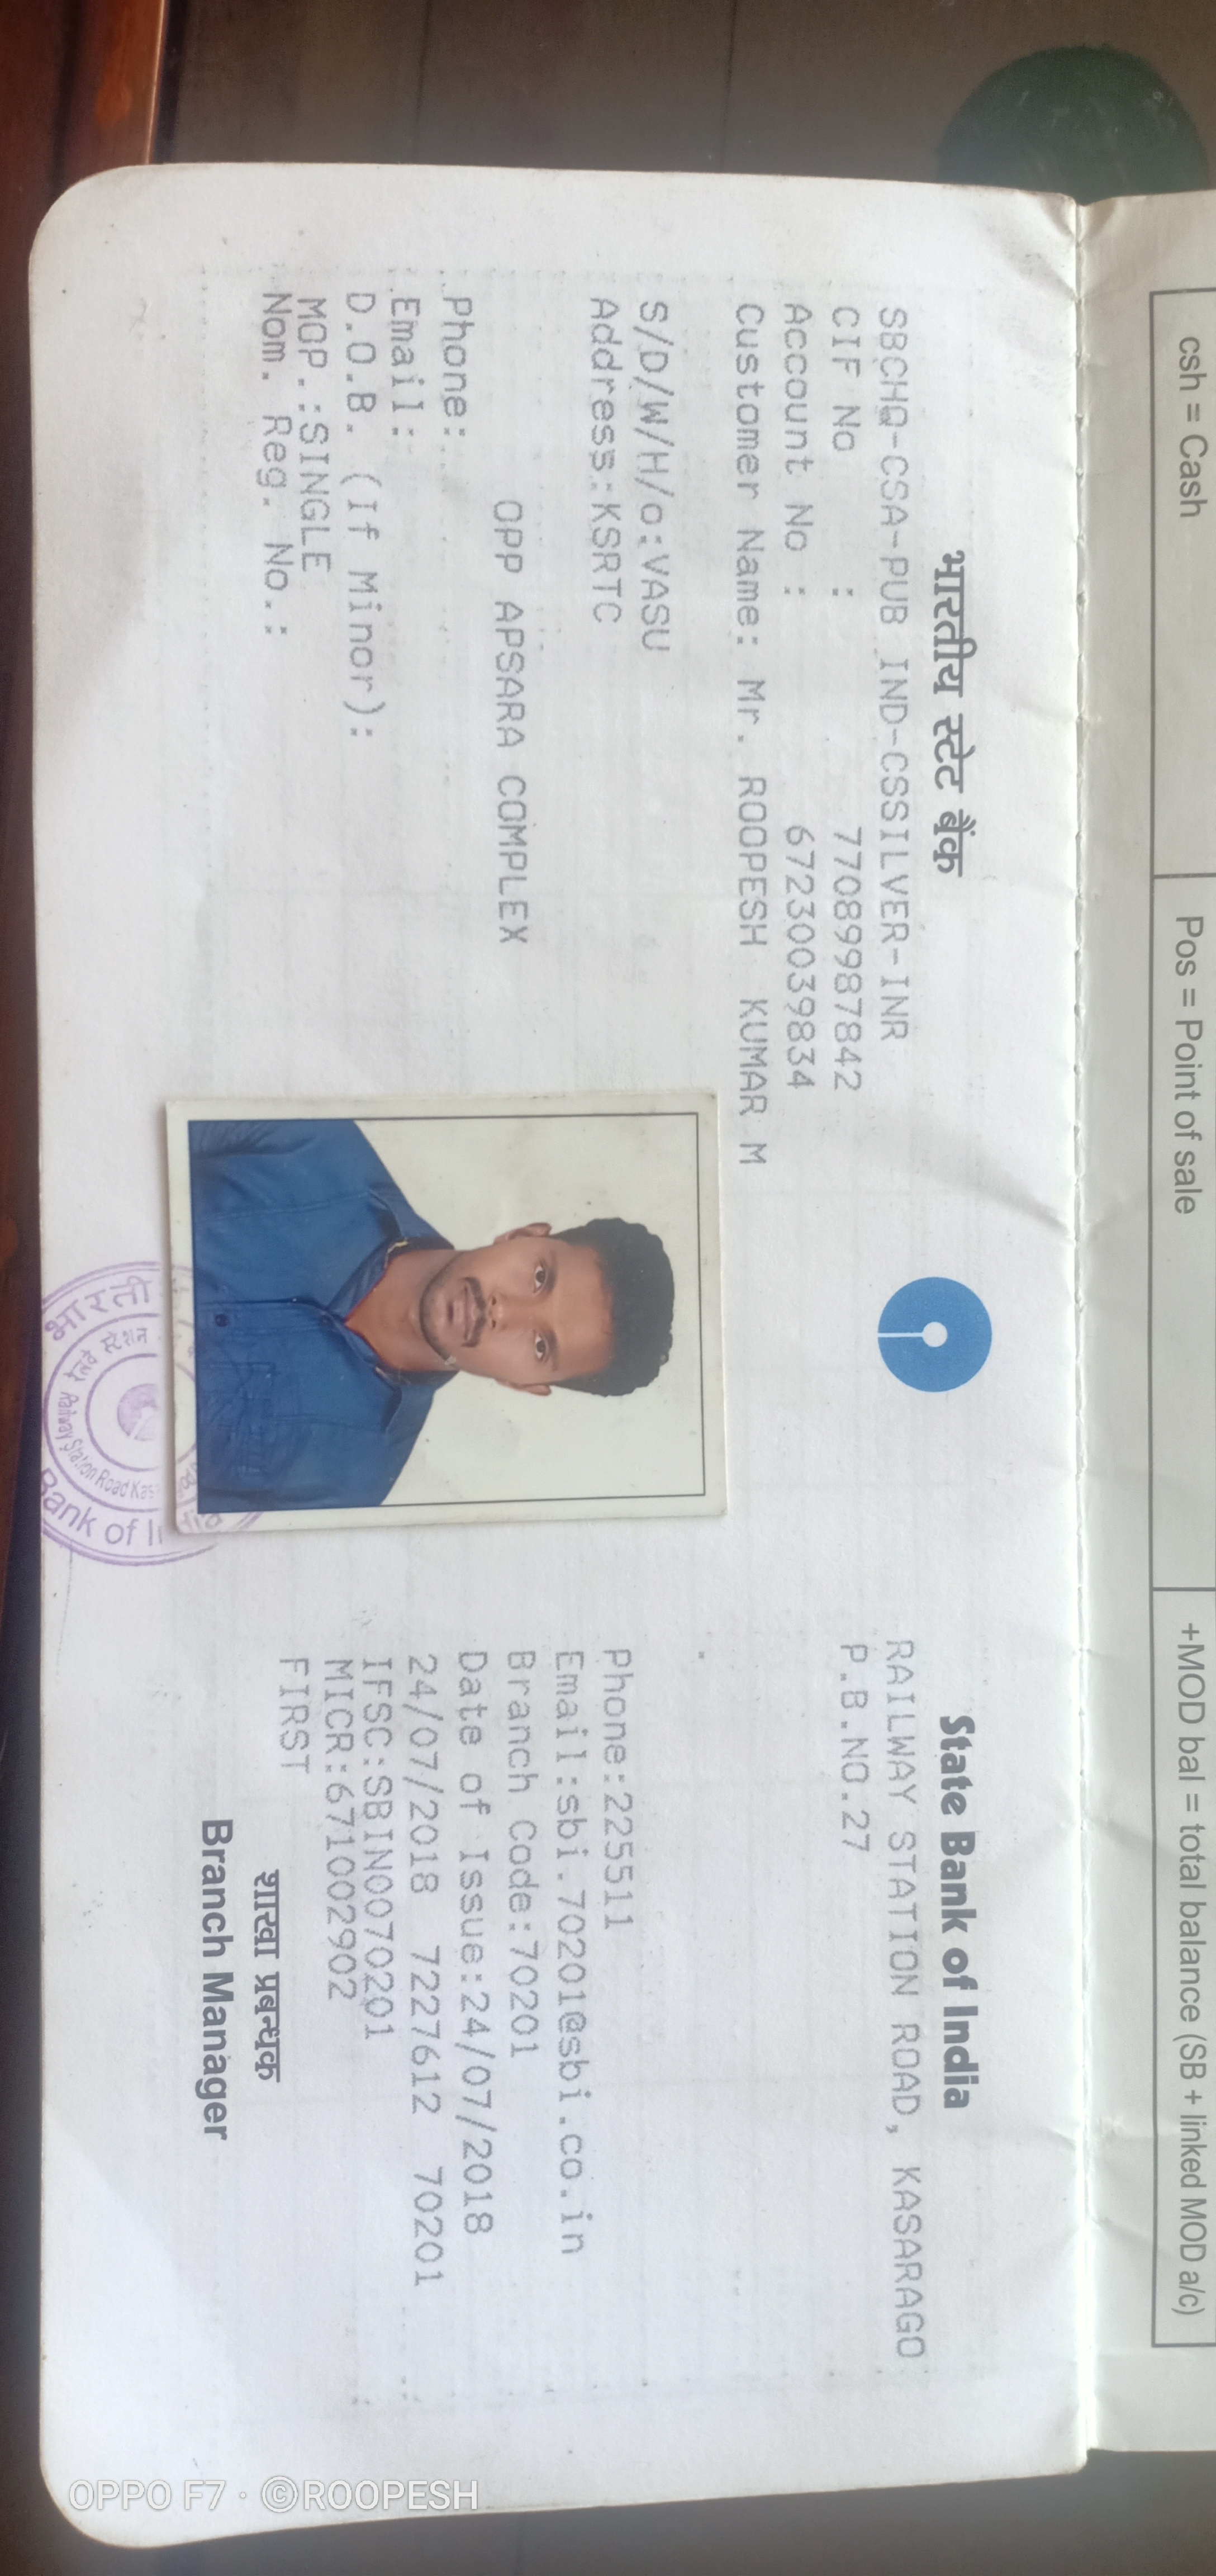 csh = Cash
Pos = Point of sale
+MOD bal = total balance (SB + linked MOD a/c)
भारतीय स्टेट बैंक
State Bank of India
SBCHQ-CSA-PUB IND-CSSILVER-INR
CIF No : 77089987842
Account No : 67230039834
Customer Name: Mr. ROOPESH KUMAR M
S/D/W/H/o:VASU
Address:KSRTC
OPP APSARA COMPLEX
Phone:
Email:
D.O.B. (If Minor):
MOP.:SINGLE
Nom. Reg. No.:
RAILWAY STATION ROAD, KASARAGO
P.B.NO.27
Phone:225511
Email:sbi.70201@sbi.co.in
Branch Code:70201
Date of Issue:24/07/2018
24/07/2018 7227612 70201
IFSC:SBIN0070201
MICR:671002902
FIRST
शाखा प्रबन्धक
Branch Manager
भारती
रेलवे स्टेशन
Railway Station Road Kas
Bank of I
OPPO F7 · ©ROOPESH